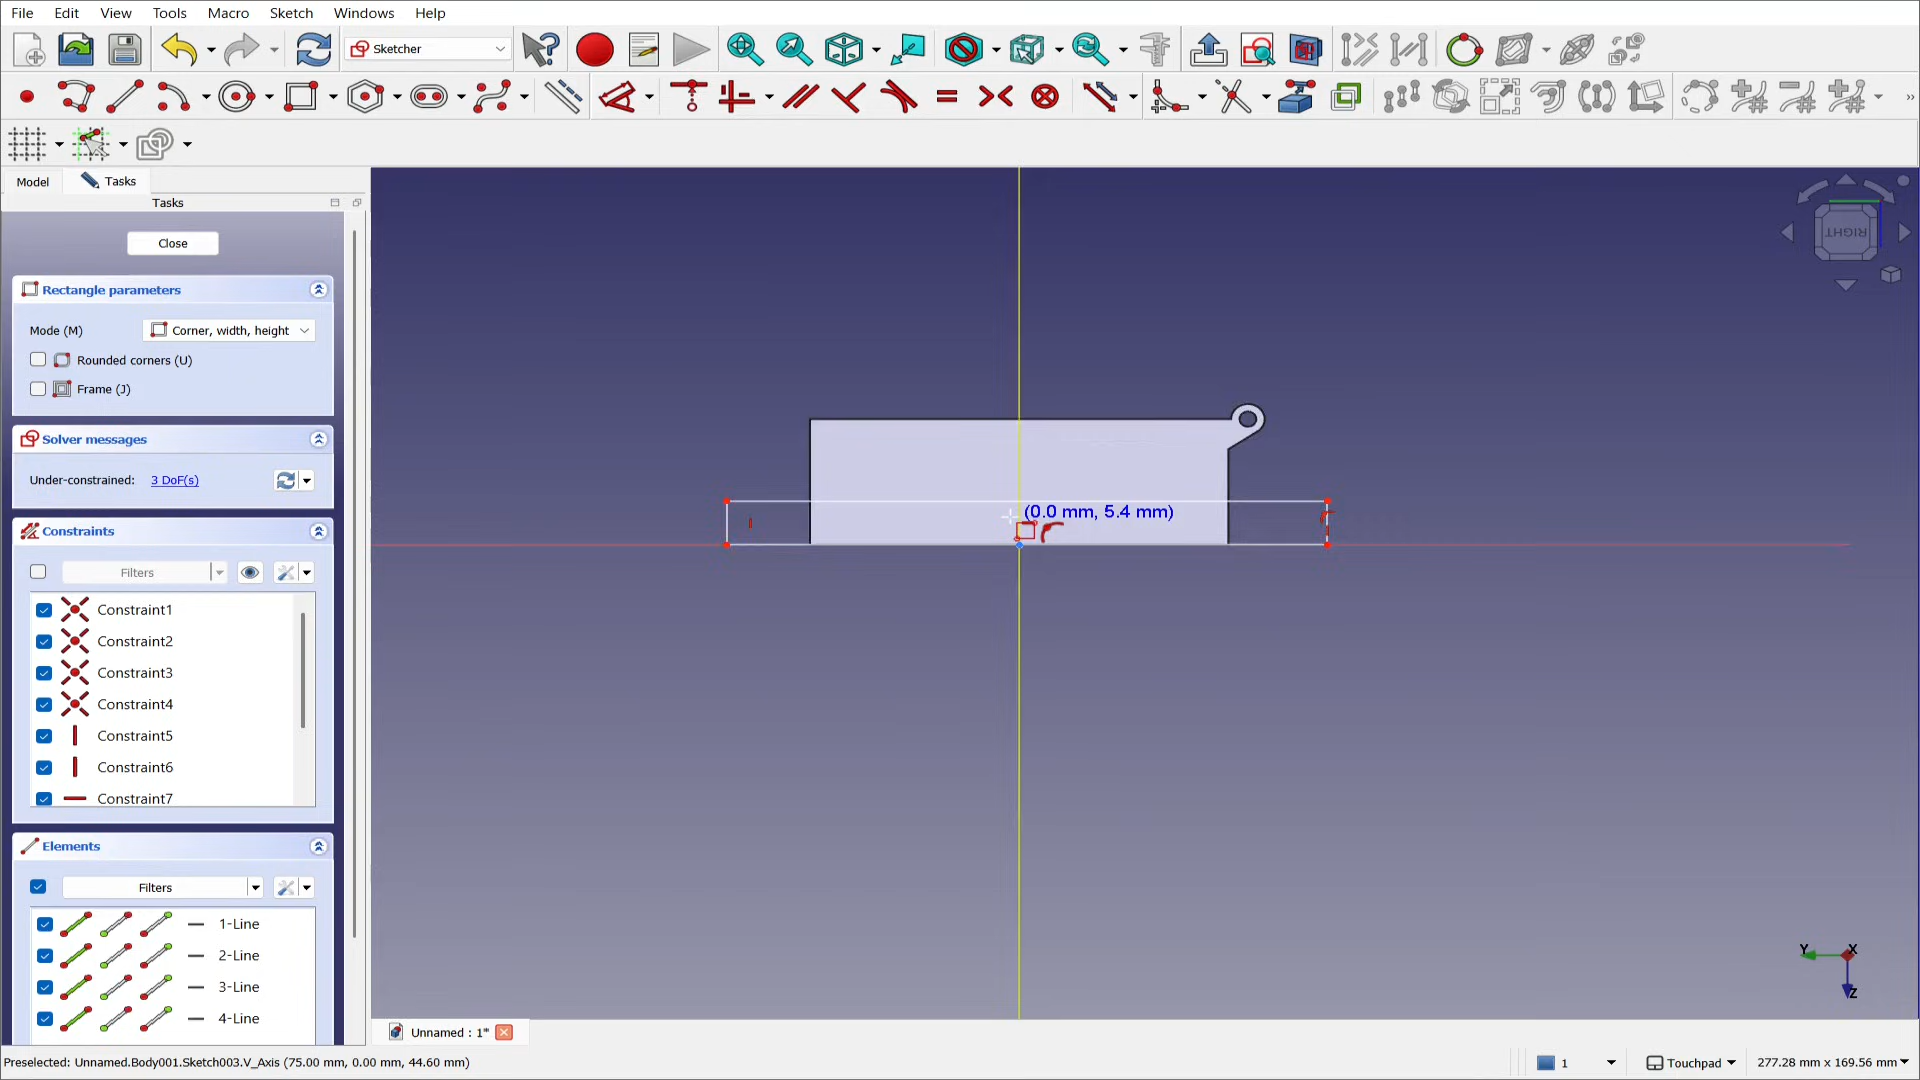 File Edit View Tools Macro Sketch Windows Help
Sketcher
Model Tasks
Tasks
Close
Rectangle parameters
Mode (M) Corner, width, height
Rounded corners (U)
Frame (J)
Solver messages
Under-constrained: 3 DoF(s)
Constraints
Filters
Constraint1
Constraint2
Constraint3
Constraint4
Constraint5
Constraint6
Constraint7
Elements
Filters
1-Line
2-Line
3-Line
4-Line
(0.0 mm, 5.4 mm)
RIGHT
Y X
Z
Unnamed : 1*
Preselected: Unnamed.Body001.Sketch003.V_Axis (75.00 mm, 0.00 mm, 44.60 mm)
1 Touchpad 277.28 mm x 169.56 mm